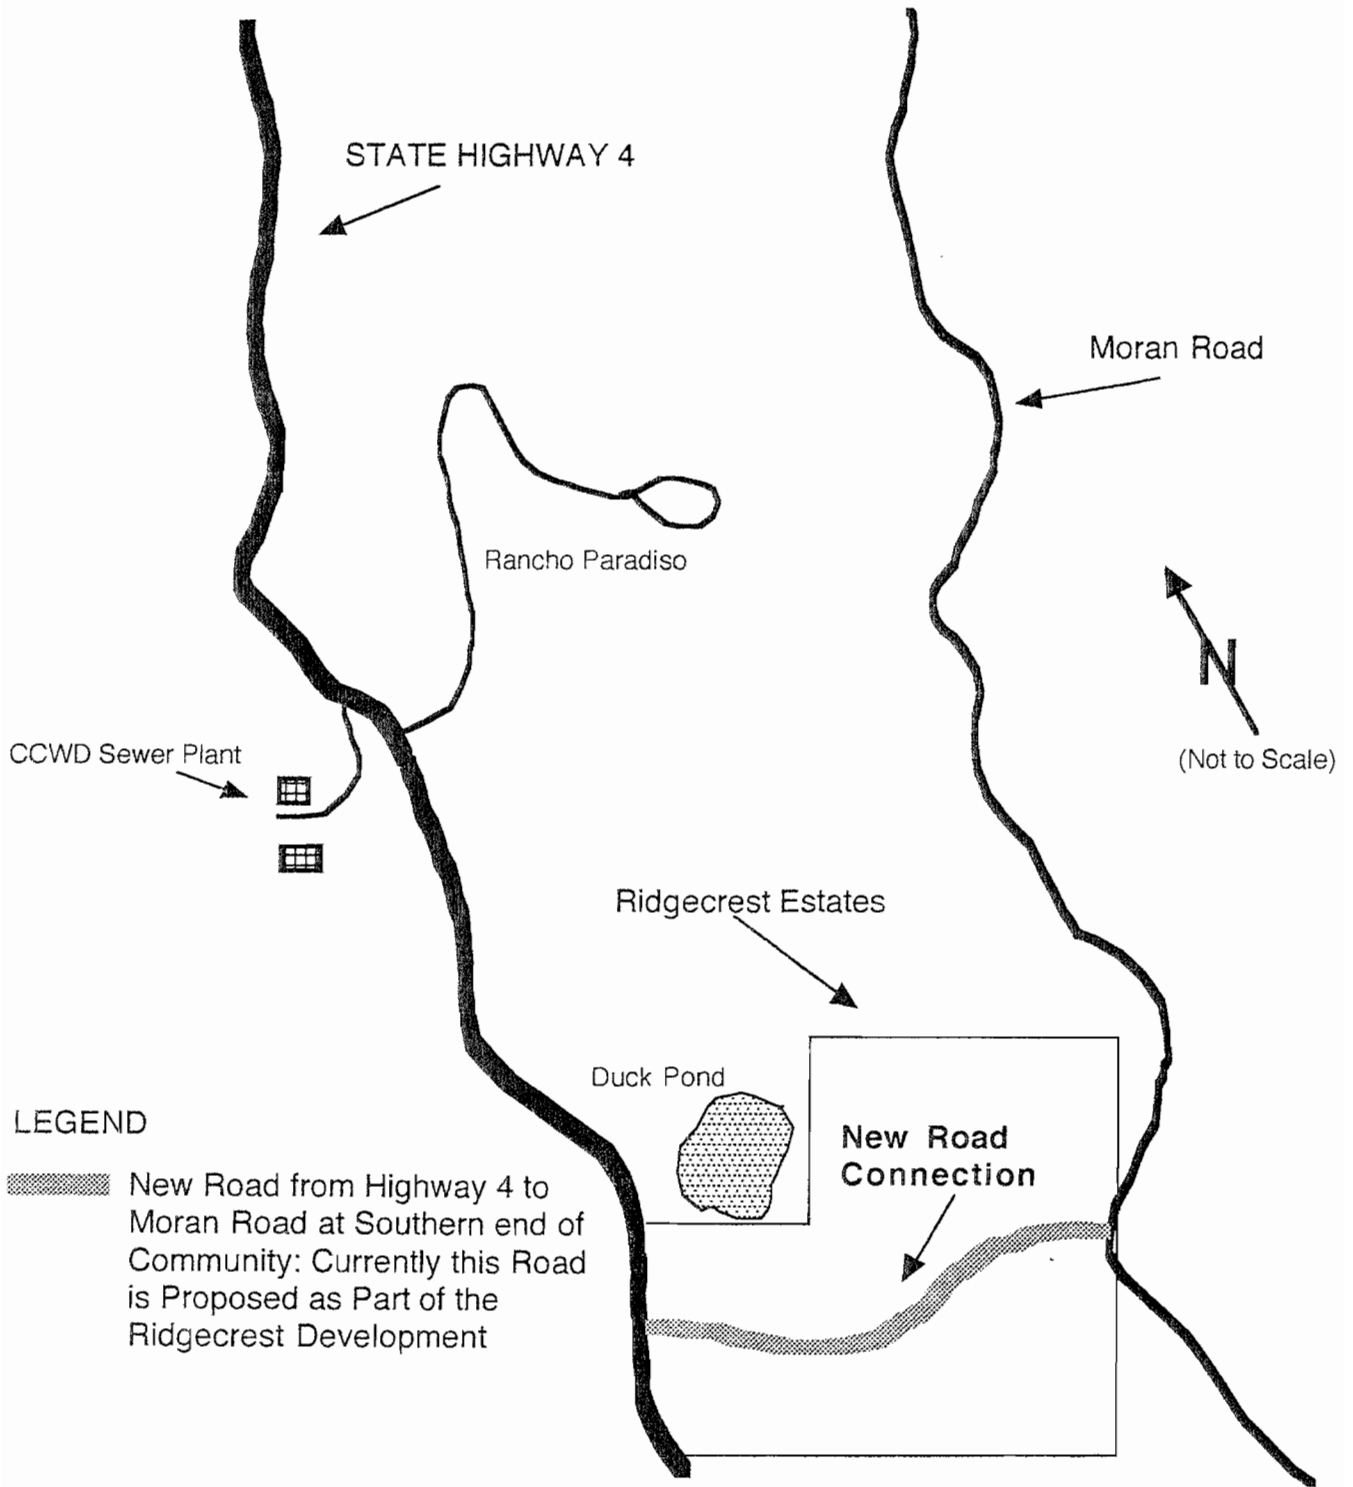 STATE HIGHWAY 4
Moran Road
Rancho Paradiso
N
(Not to Scale)
CCWD Sewer Plant
Ridgecrest Estates
Duck Pond
New Road
Connection
LEGEND
New Road from Highway 4 to
Moran Road at Southern end of
Community: Currently this Road
is Proposed as Part of the
Ridgecrest Development